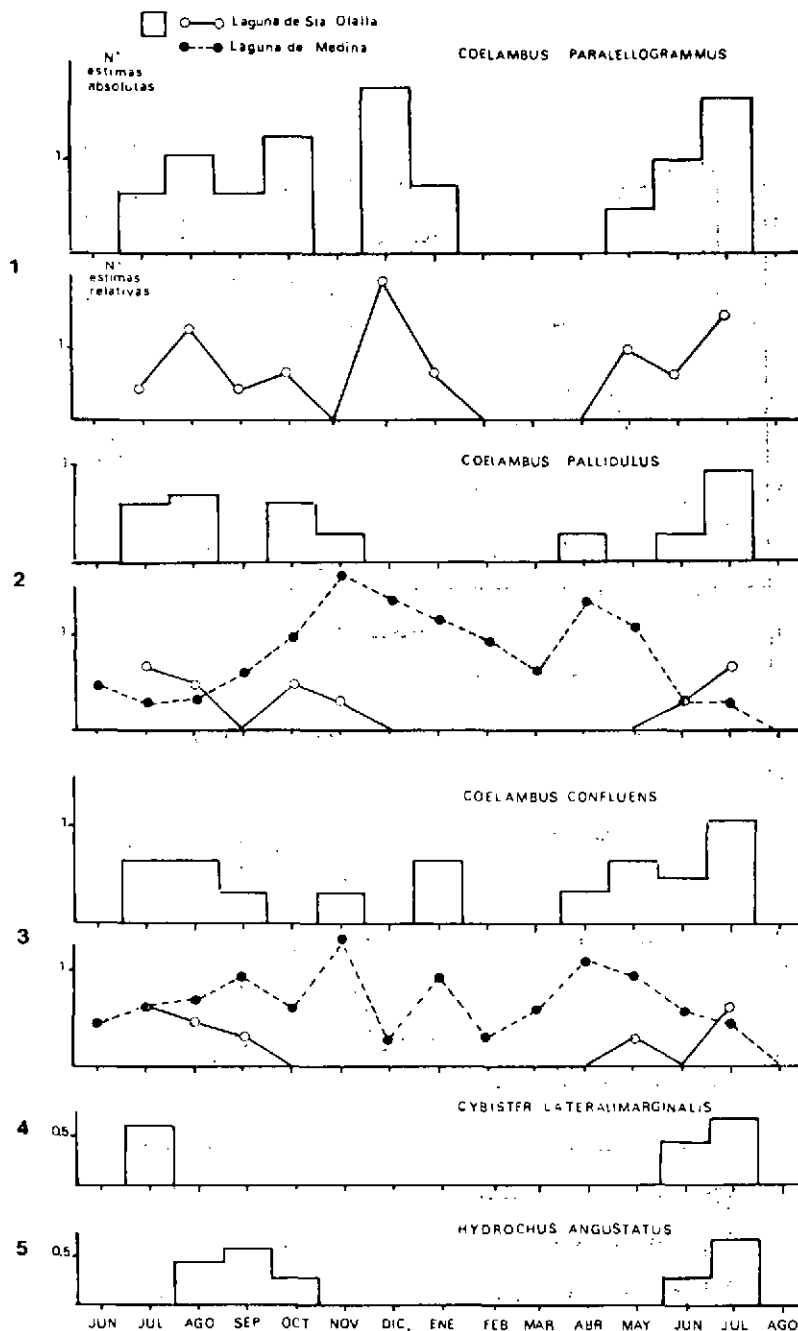 Laguna de Sta Olalla
Laguna de Medina
N°
estimas
absolutas
COELAMBUS PARALELLOGRAMMUS
1
1
N°
estimas
relativas
1
COELAMBUS PALLIDULUS
1
2
1
COELAMBUS CONFLUENS
1
3
1
CYBISTER LATERALIMARGINALIS
4
0.5
HYDROCHUS ANGUSTATUS
5
0.5
JUN JUL AGO SEP OCT NOV DIC. ENE FEB MAR ABR MAY JUN JUL AGO